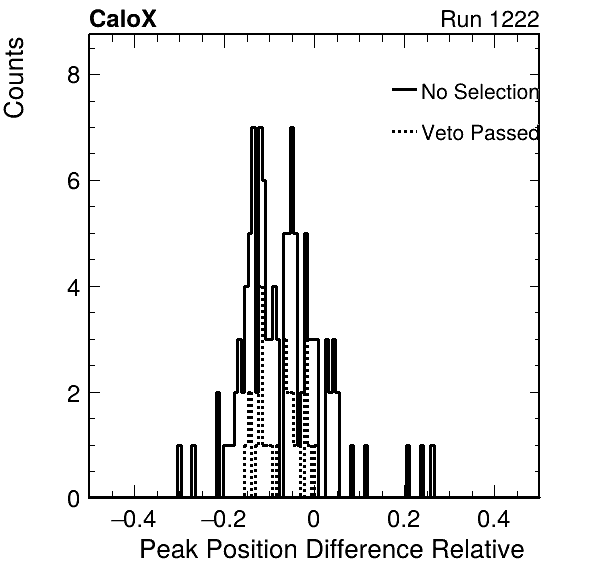 CaloX Run 1222
Counts
8
6
4
2
0
No Selection
Veto Passed
−0.4 −0.2 0 0.2 0.4
Peak Position Difference Relative